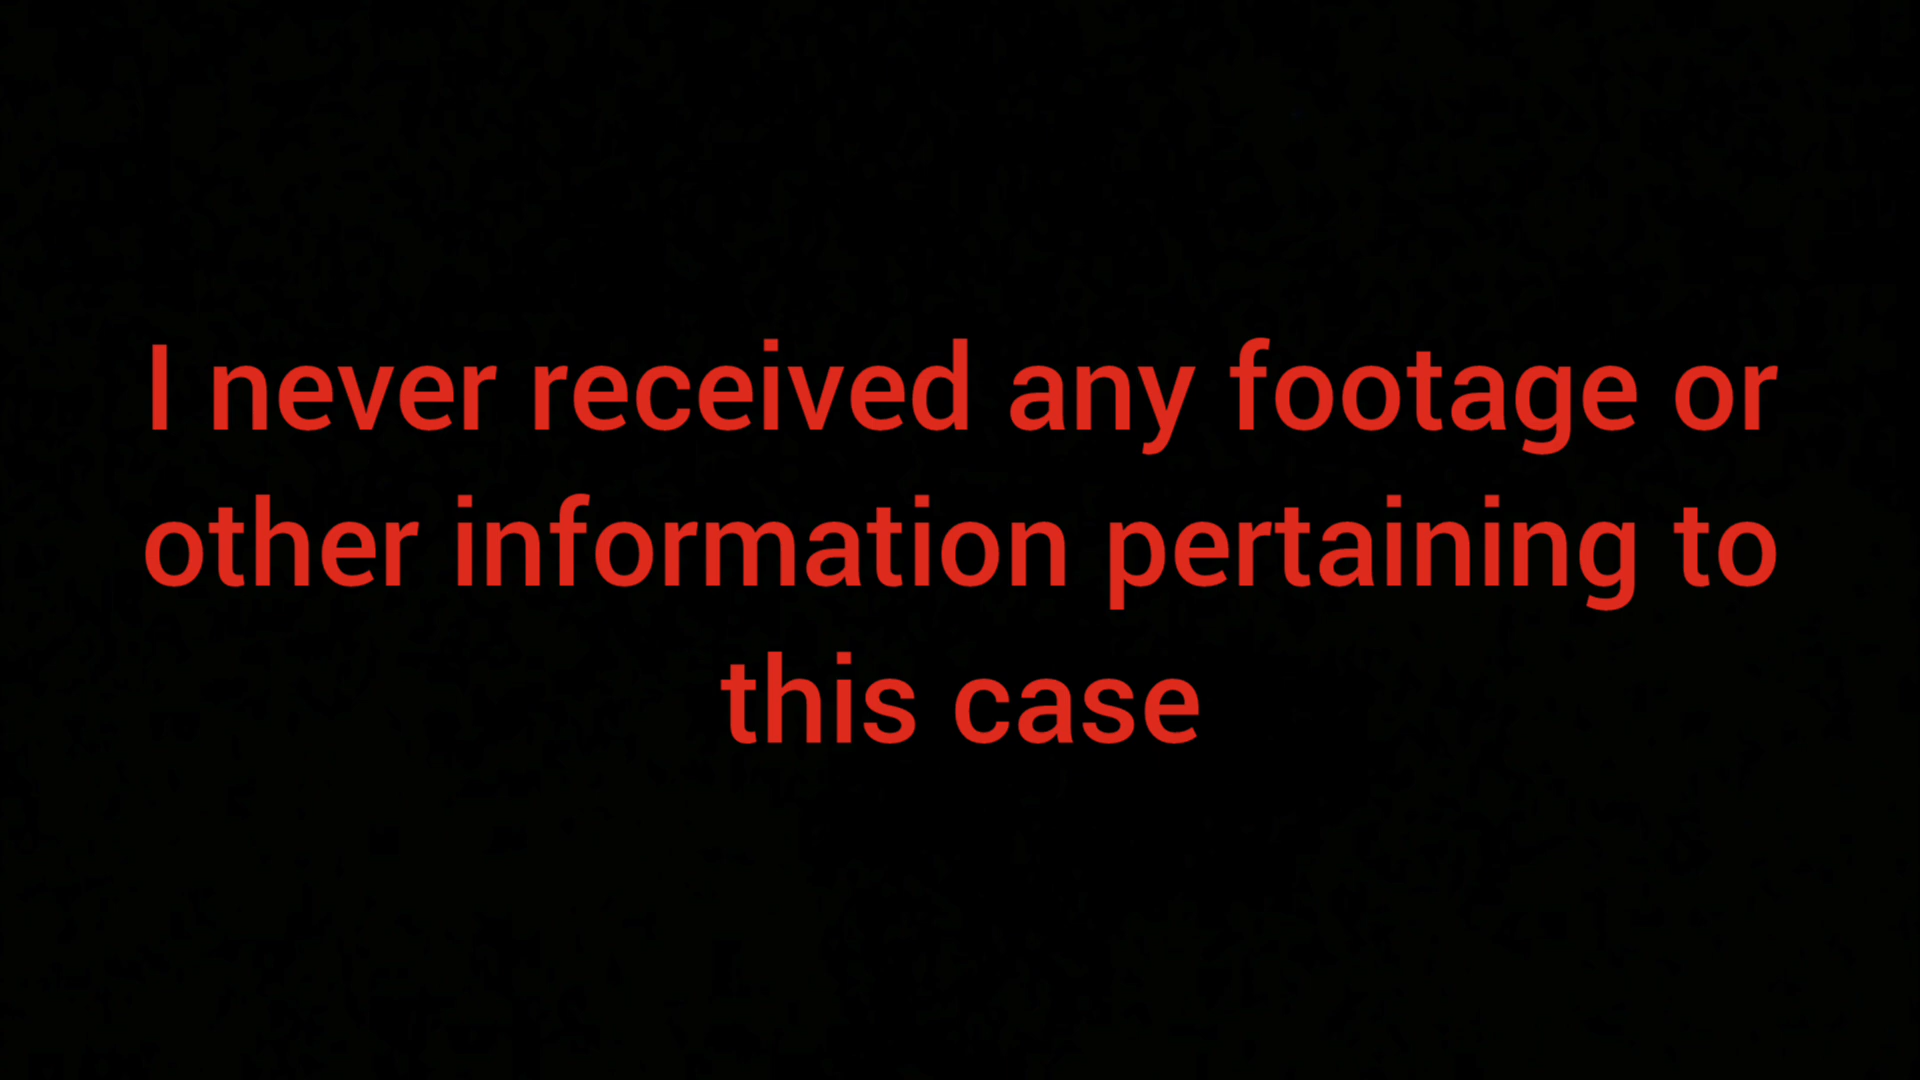 I never received any footage or
other information pertaining to
this case